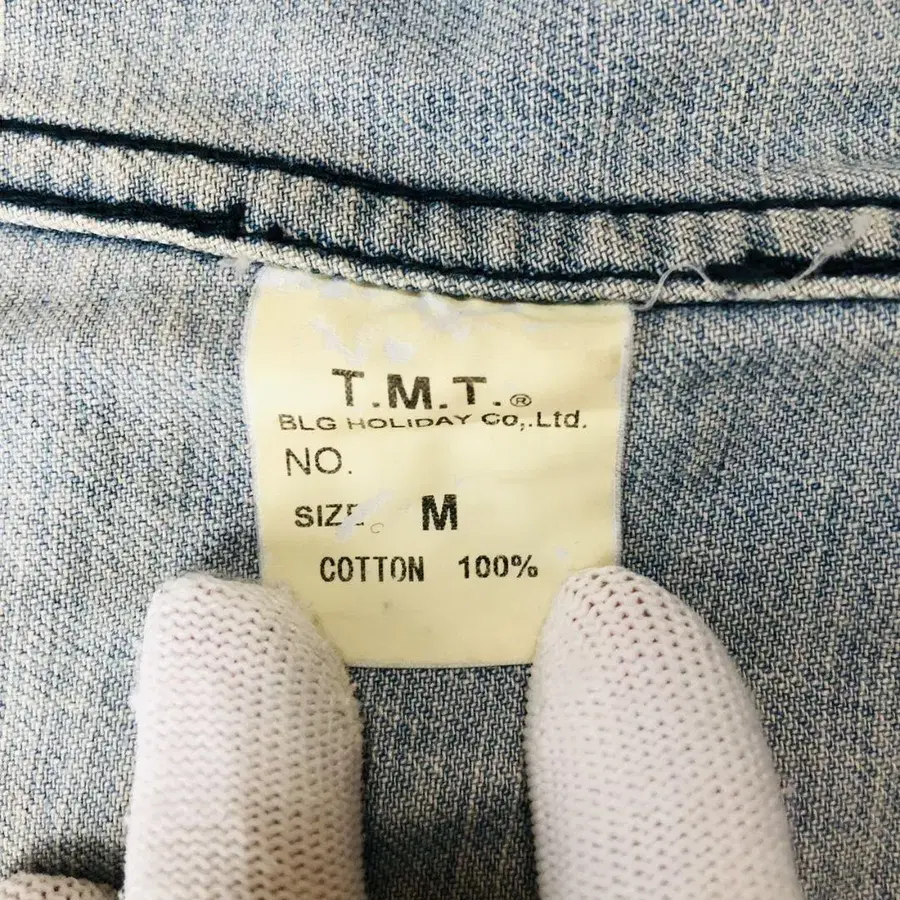 T.M.T.®
BLG HOLIDAY Co,.Ltd.
NO.
SIZE M
COTTON 100%